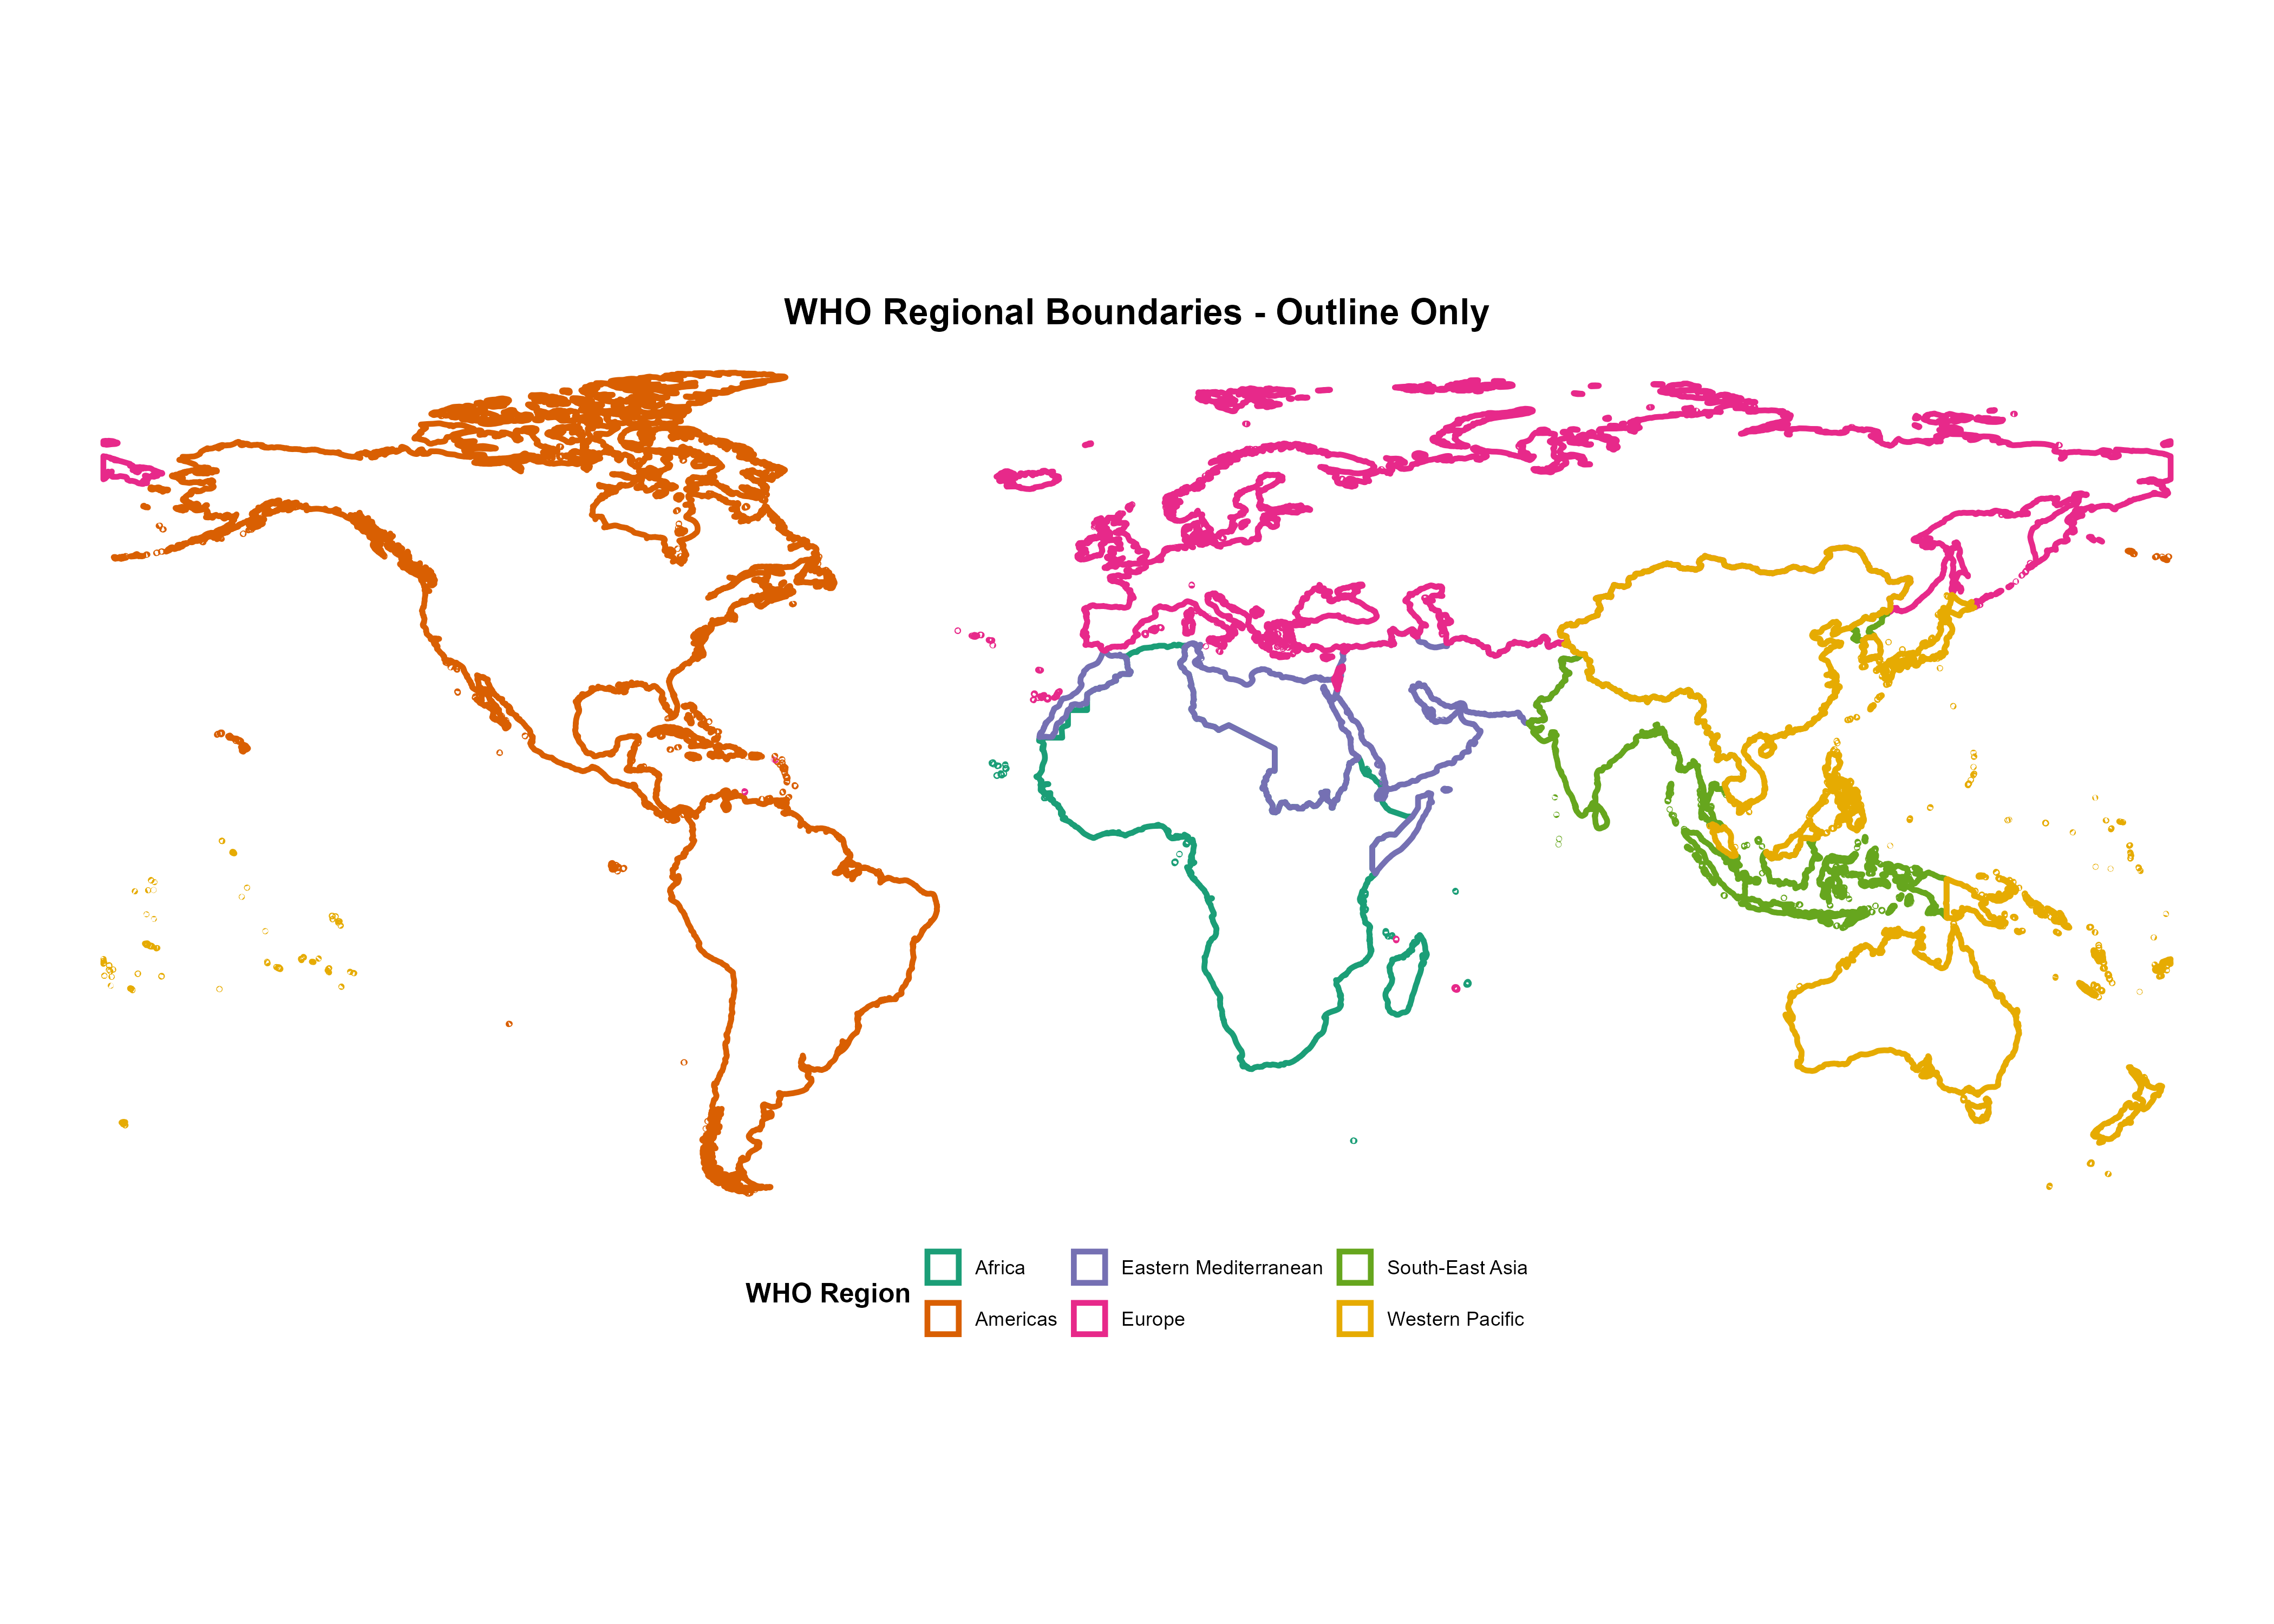 WHO Regional Boundaries - Outline Only
WHO Region
Africa
Americas
Eastern Mediterranean
Europe
South-East Asia
Western Pacific